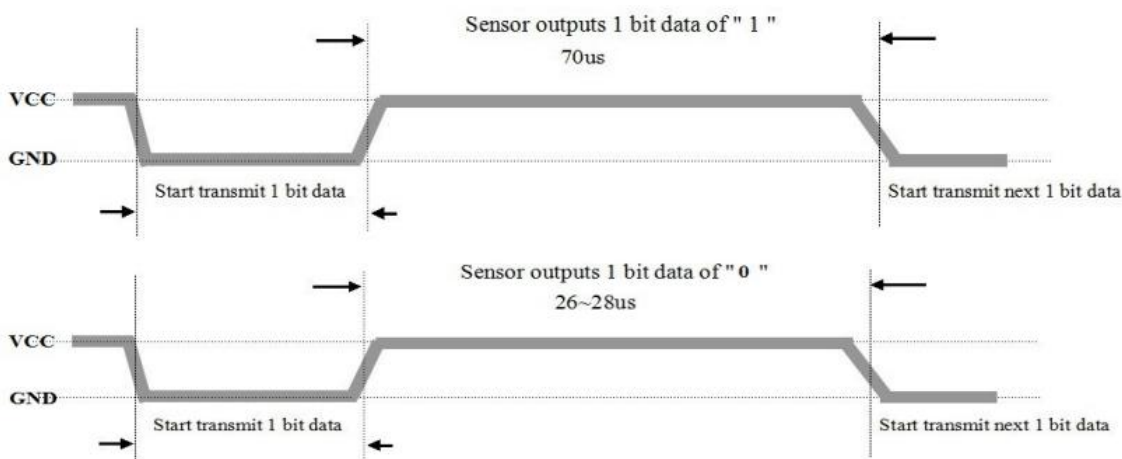 Sensor outputs 1 bit data of " 1 "
70us
VCC
GND
Start transmit 1 bit data
Start transmit next 1 bit data
Sensor outputs 1 bit data of " 0 "
26~28us
VCC
GND
Start transmit 1 bit data
Start transmit next 1 bit data